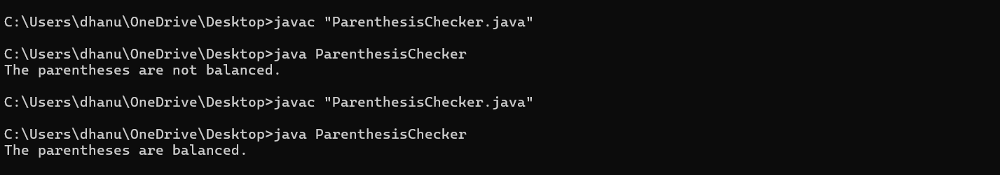 C:\Users\dhanu\OneDrive\Desktop>javac "ParenthesisChecker.java"
C:\Users\dhanu\OneDrive\Desktop>java ParenthesisChecker
The parentheses are not balanced.
C:\Users\dhanu\OneDrive\Desktop>javac "ParenthesisChecker.java"
C:\Users\dhanu\OneDrive\Desktop>java ParenthesisChecker
The parentheses are balanced.